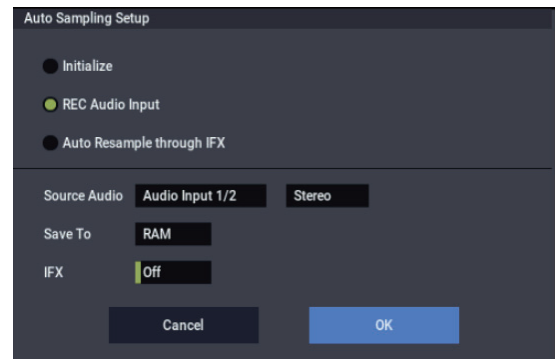 Auto Sampling Setup
Initialize
REC Audio Input
Auto Resample through IFX
Source Audio Audio Input 1/2 Stereo
Save To RAM
IFX Off
Cancel OK